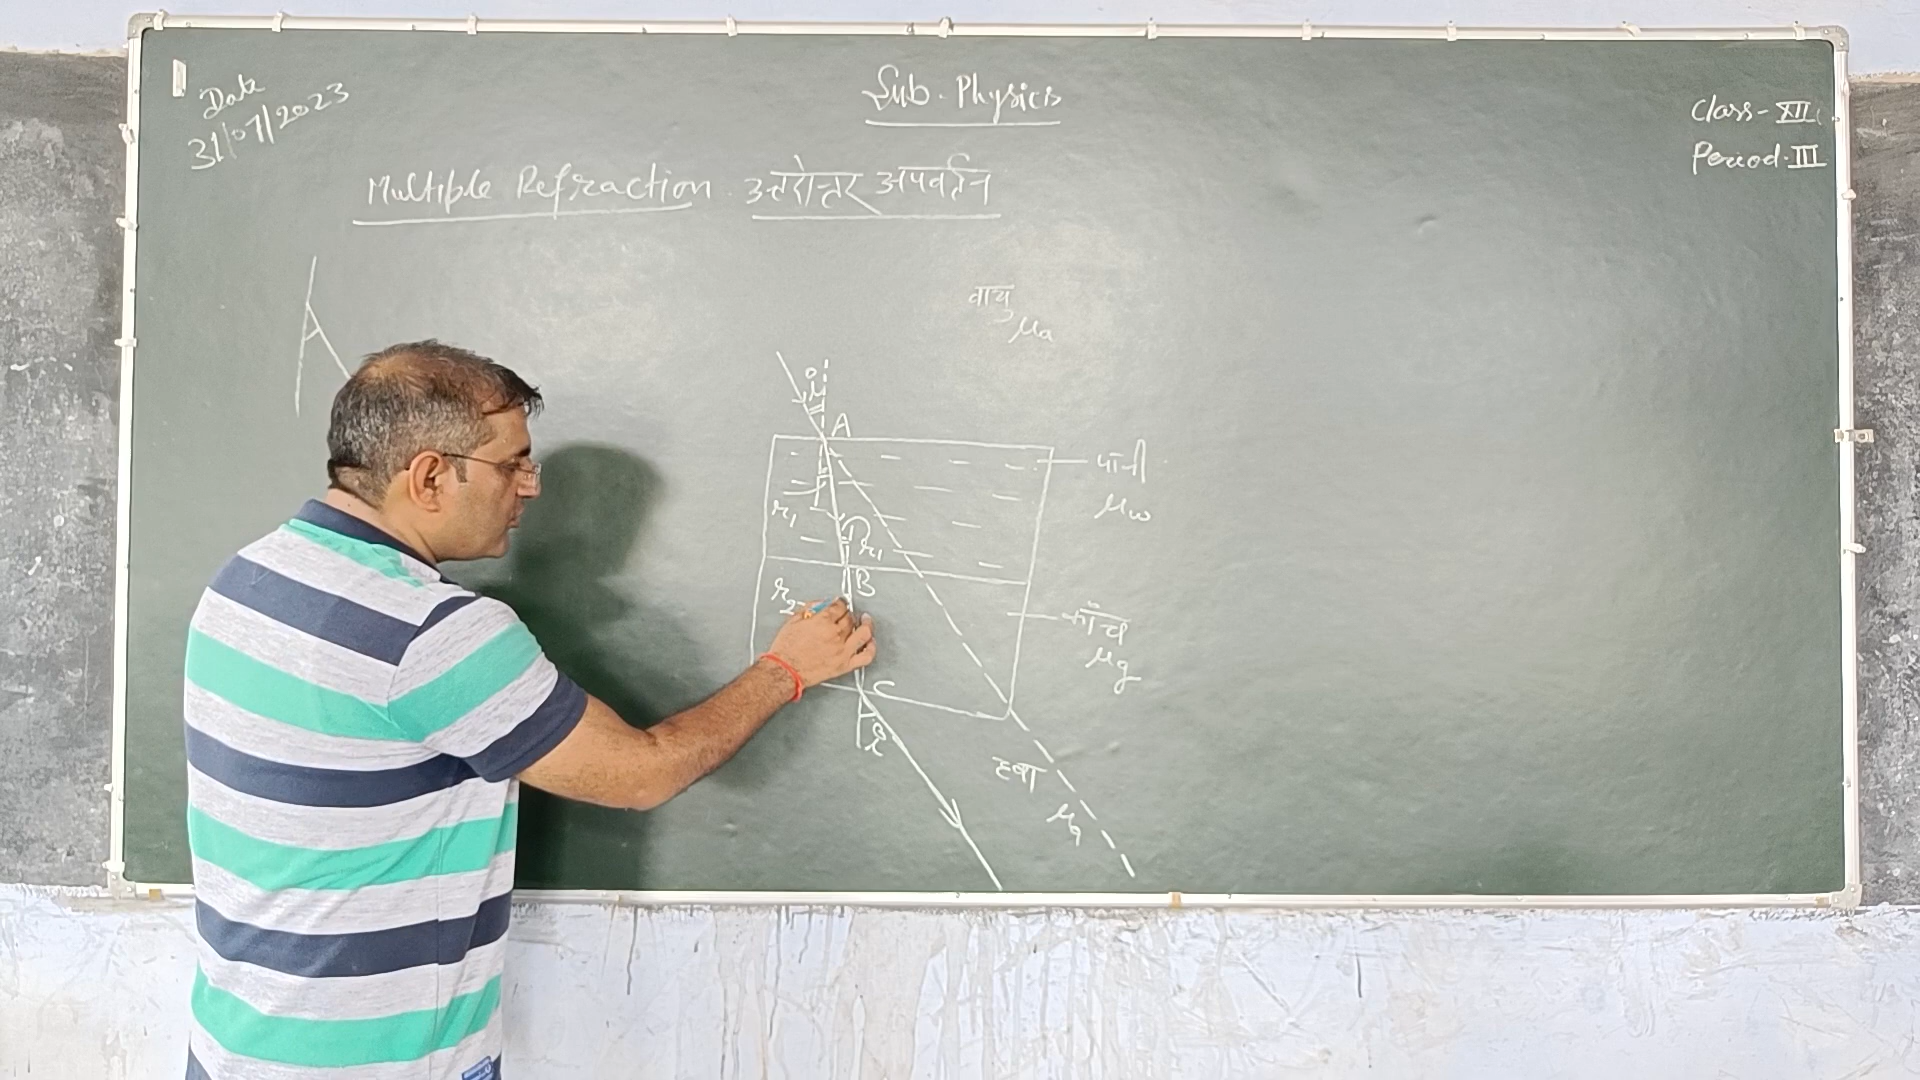 Date
31/07/2023
Sub. Physics
Class-XII
Period-III
Multiple Refraction. उत्तरोत्तर अपवर्तन
वायु
μa
i
A
पानी
μw
r1
r1
B
r2
काँच
μg
C
हवा
μa